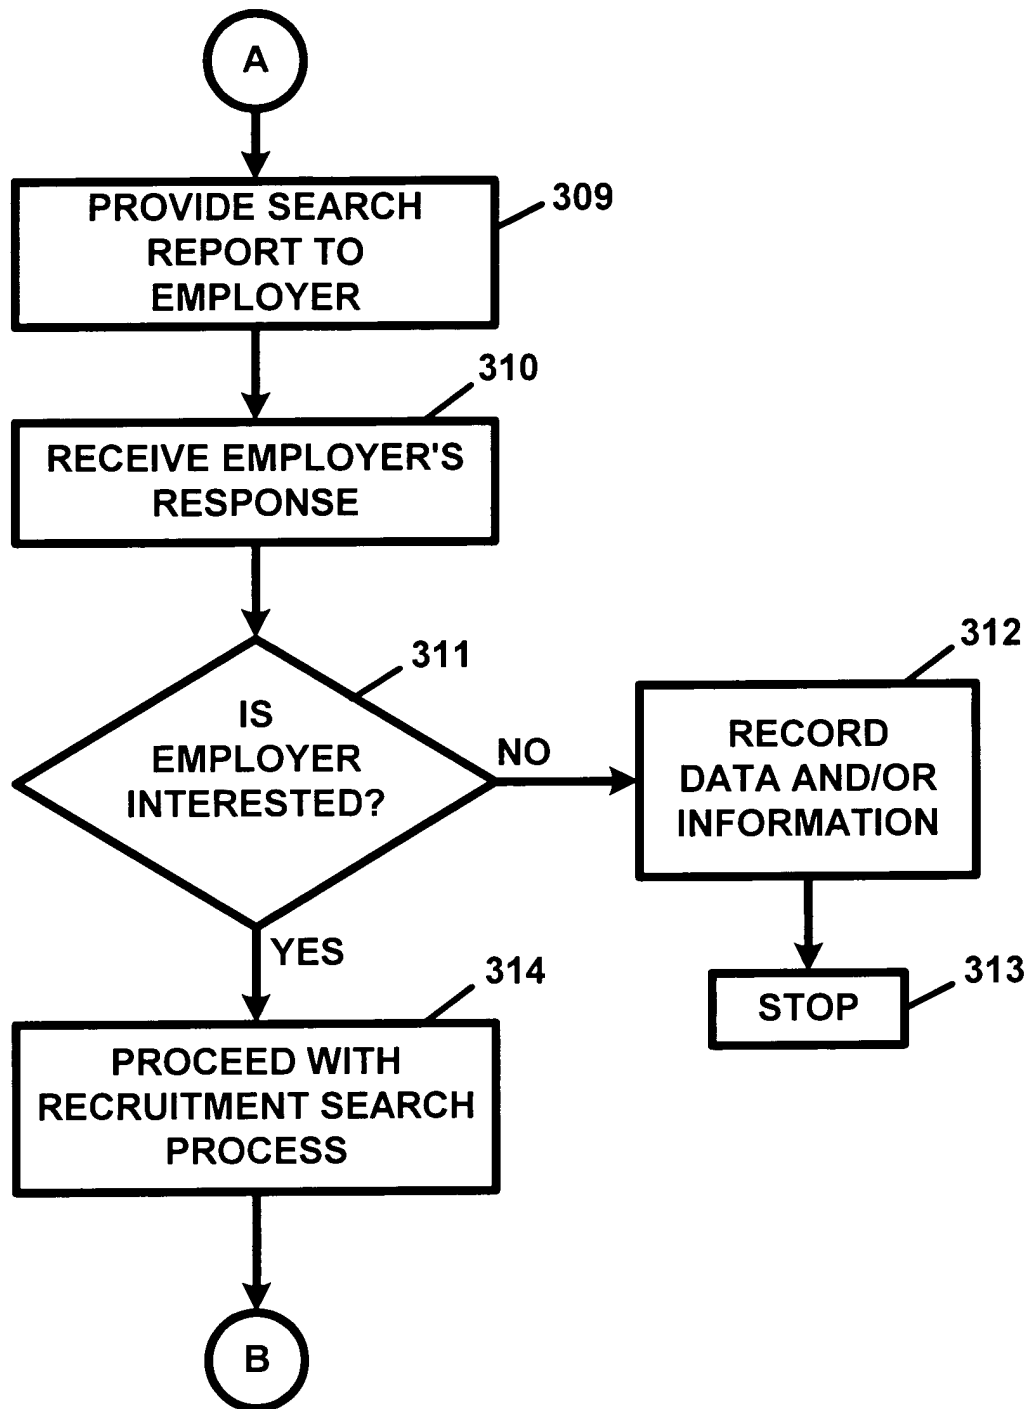 A
PROVIDE SEARCH
REPORT TO
EMPLOYER
309
310
RECEIVE EMPLOYER'S
RESPONSE
311
IS
EMPLOYER
INTERESTED?
NO
312
RECORD
DATA AND/OR
INFORMATION
YES
313
STOP
314
PROCEED WITH
RECRUITMENT SEARCH
PROCESS
B